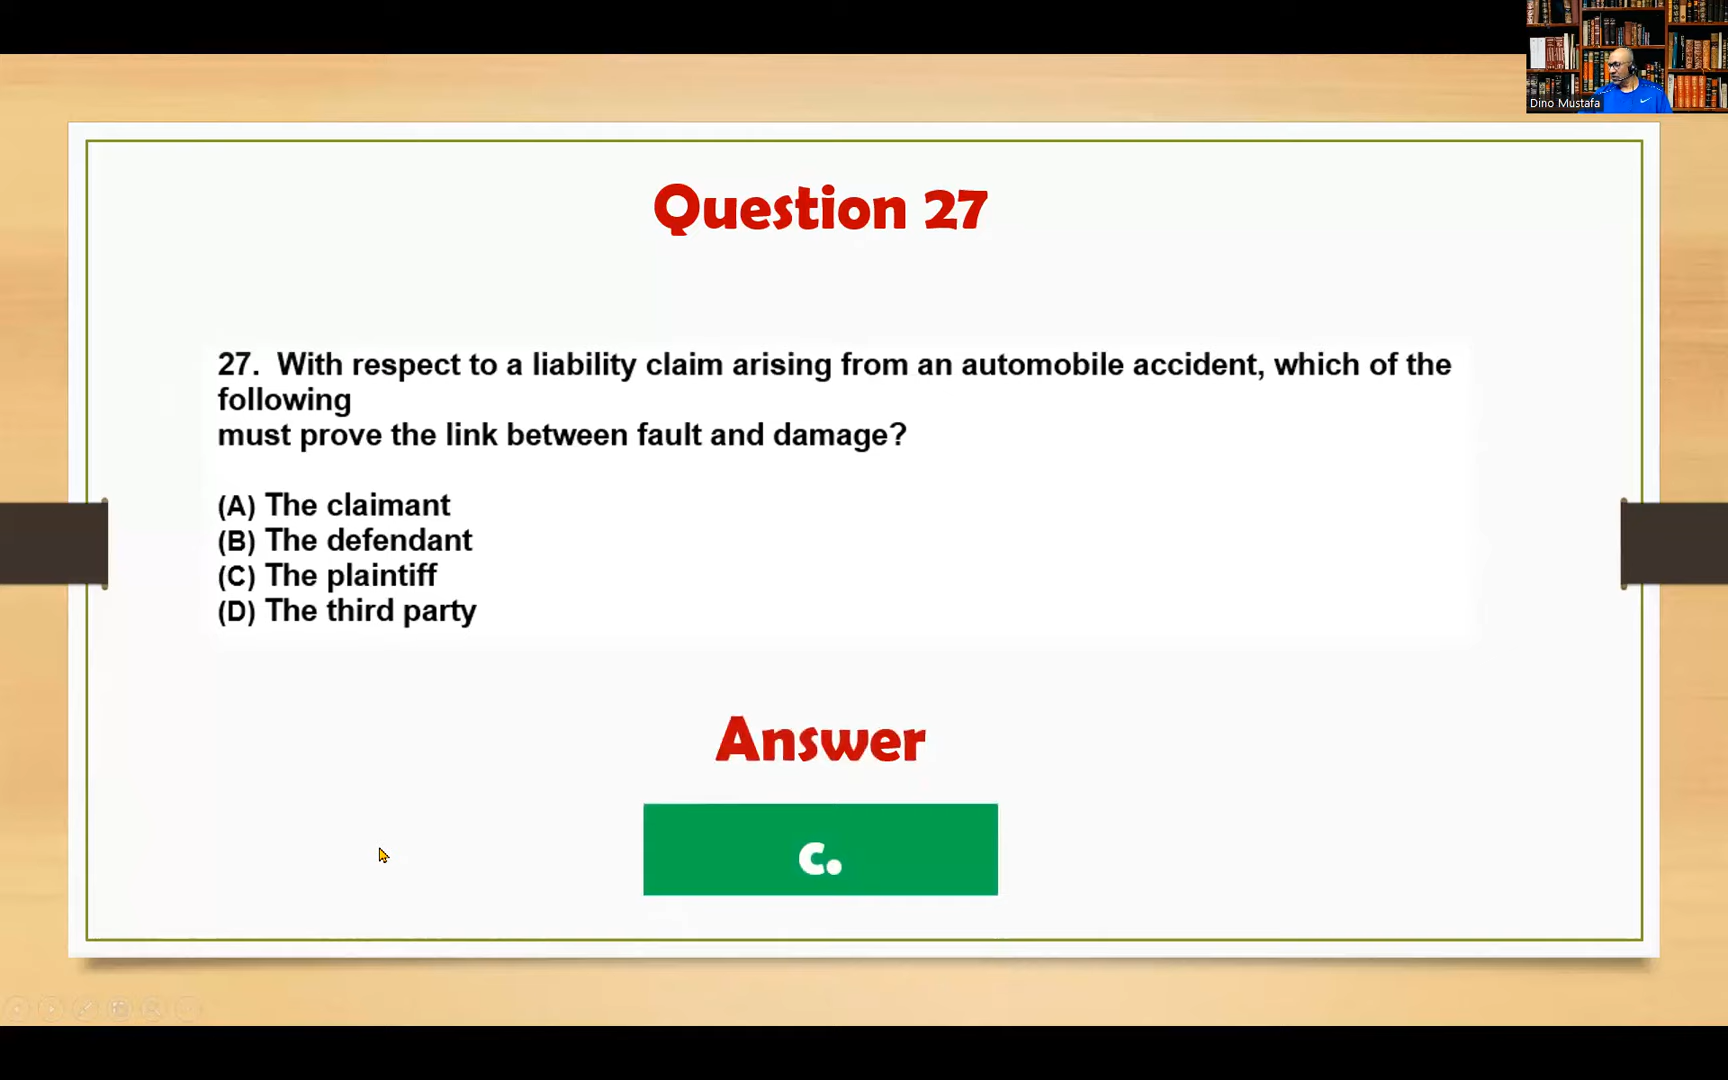 Dino Mustafa
Question 27
27. With respect to a liability claim arising from an automobile accident, which of the
following
must prove the link between fault and damage?
(A) The claimant
(B) The defendant
(C) The plaintiff
(D) The third party
Answer
c.